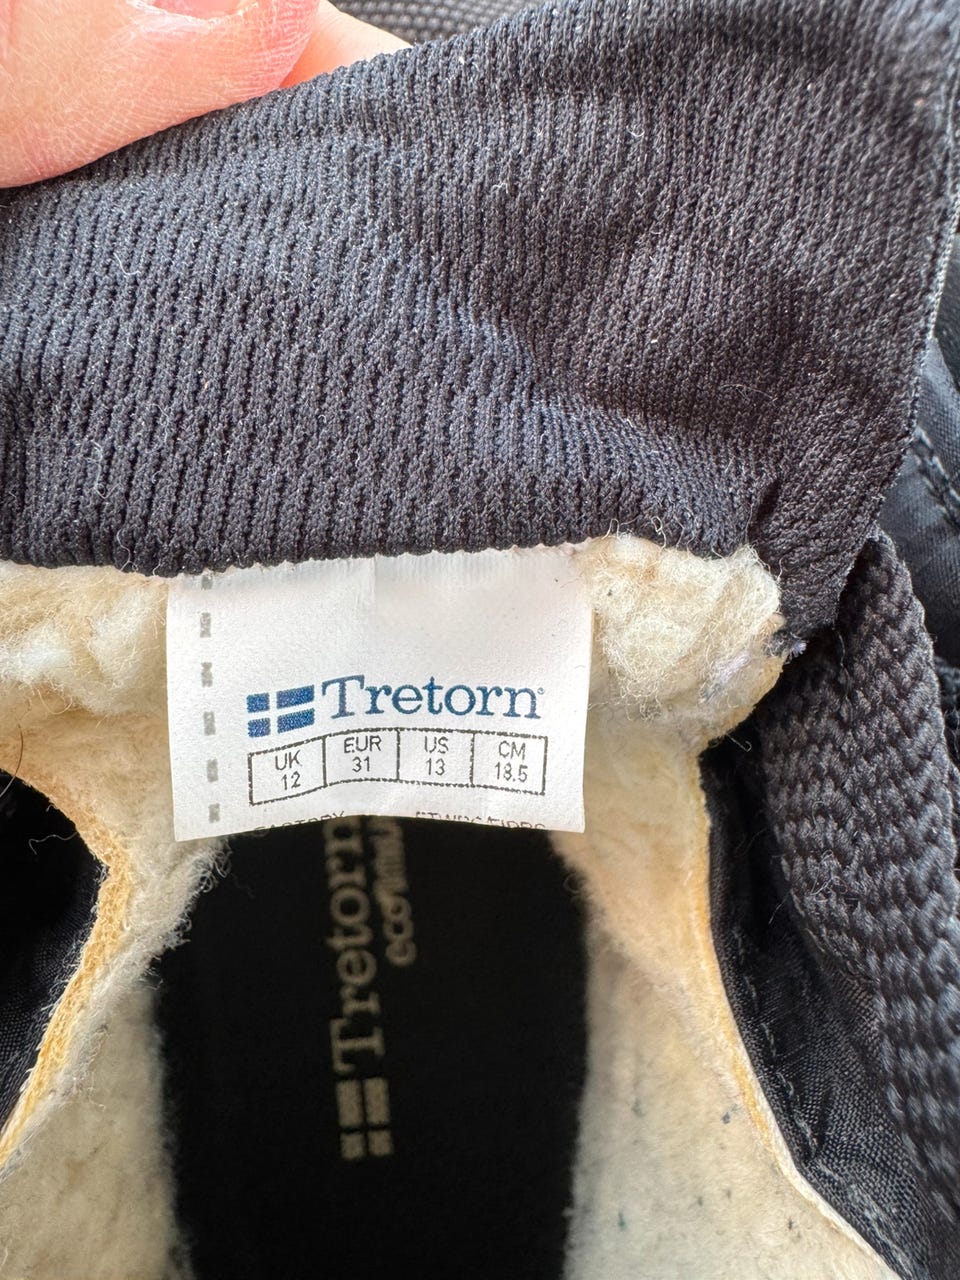 Tretorn
UK EUR US CM
12 31 13 18.5
Tretorn